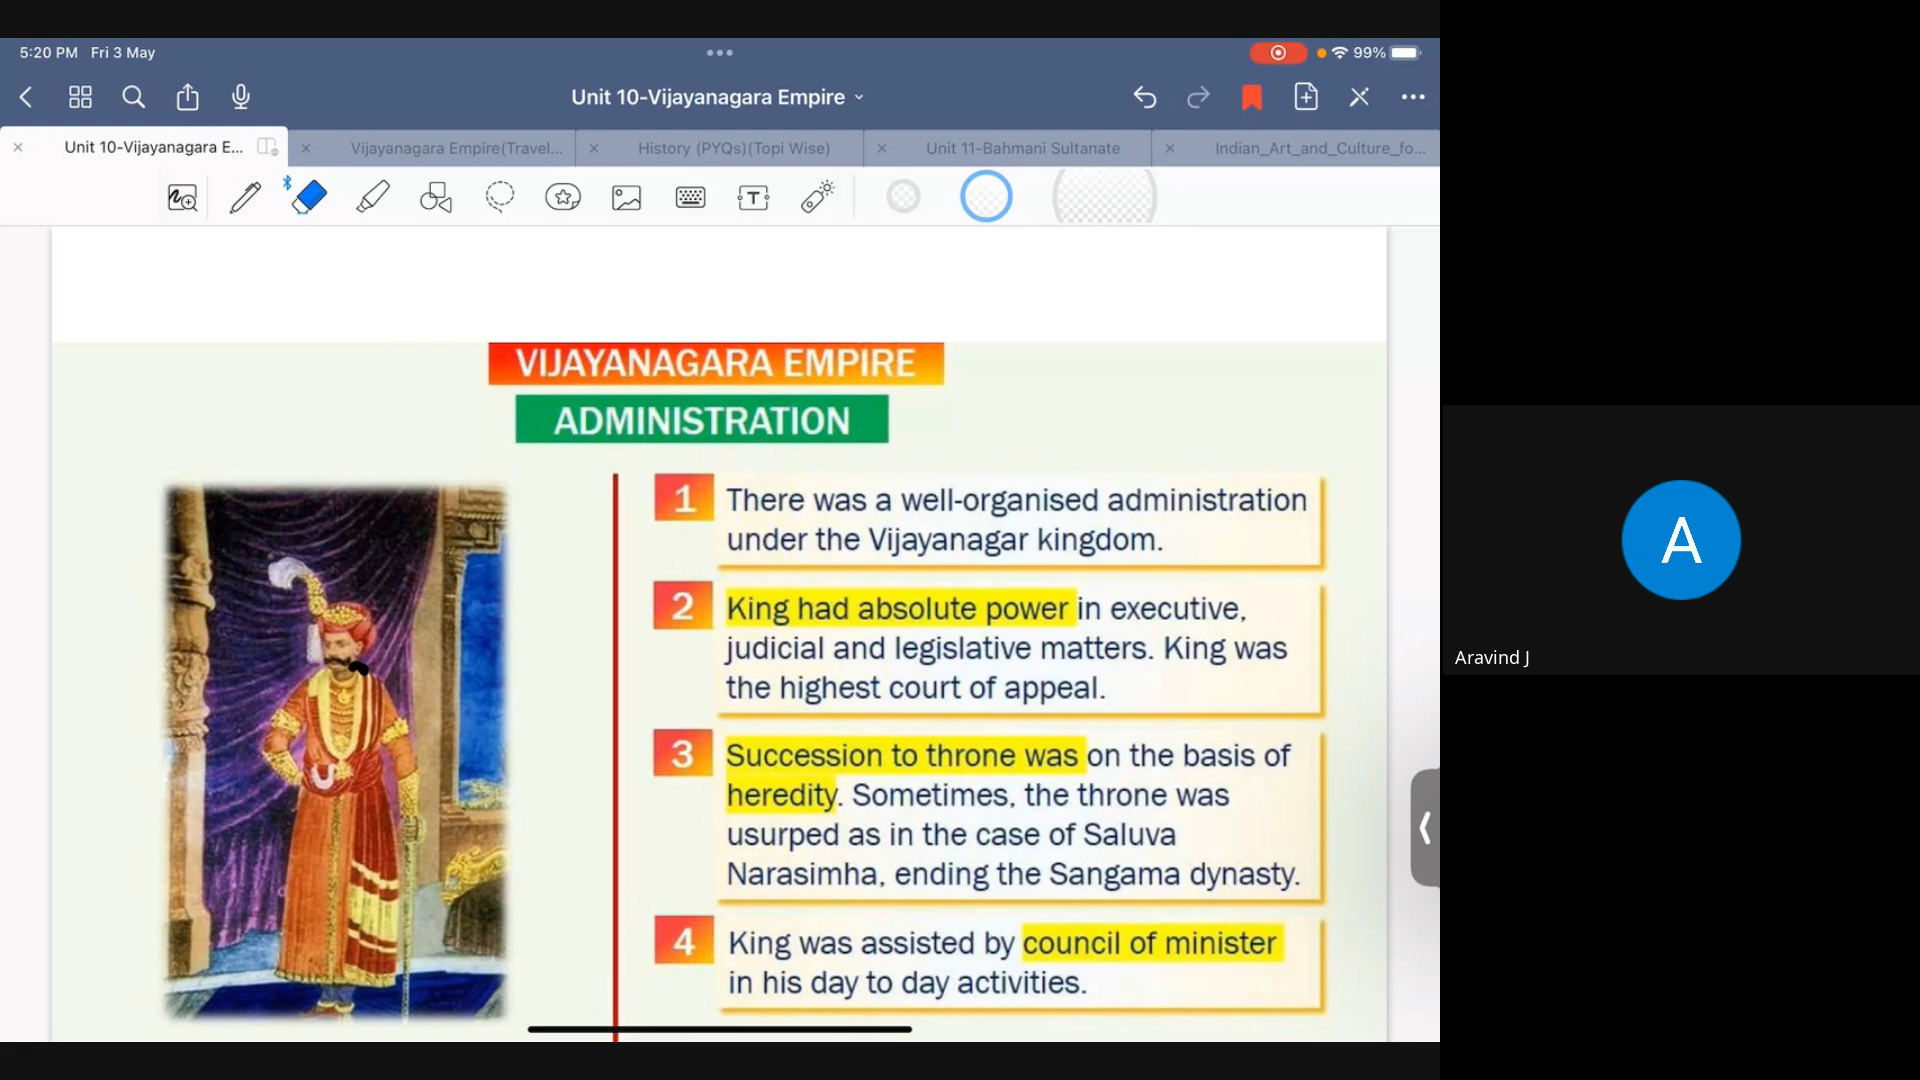 5:20 PM Fri 3 May
99%
Unit 10-Vijayanagara Empire
Unit 10-Vijayanagara E...
Vijayanagara Empire(Travel...
History (PYQs)(Topi Wise)
Unit 11-Bahmani Sultanate
Indian_Art_and_Culture_fo...
T
VIJAYANAGARA EMPIRE
ADMINISTRATION
1 There was a well-organised administration
under the Vijayanagar kingdom.
2 King had absolute power in executive,
judicial and legislative matters. King was
the highest court of appeal.
3 Succession to throne was on the basis of
heredity. Sometimes, the throne was
usurped as in the case of Saluva
Narasimha, ending the Sangama dynasty.
4 King was assisted by council of minister
in his day to day activities.
A
Aravind J